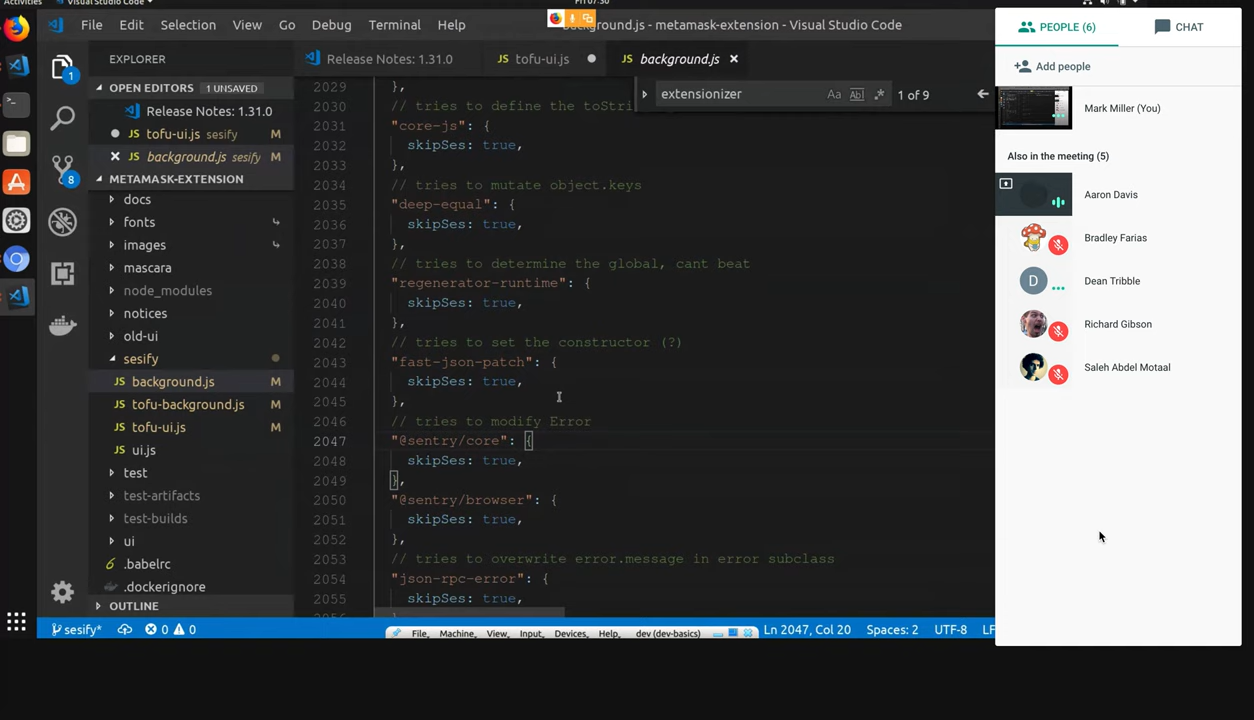 Activities
Visual Studio Code
Fri 07:30
File Edit Selection View Go Debug Terminal Help
background.js - metamask-extension - Visual Studio Code
EXPLORER
OPEN EDITORS 1 UNSAVED
Release Notes: 1.31.0
tofu-ui.js sesify M
background.js sesify M
METAMASK-EXTENSION
docs
fonts
images
mascara
node_modules
notices
old-ui
sesify
background.js M
tofu-background.js M
tofu-ui.js M
ui.js
test
test-artifacts
test-builds
ui
.babelrc
.dockerignore
OUTLINE
1
8
Release Notes: 1.31.0
tofu-ui.js
background.js
extensionizer
Aa Abl .* 1 of 9
2029 },
2030 // tries to define the toStri
2031 "core-js": {
2032 skipSes: true,
2033 },
2034 // tries to mutate object.keys
2035 "deep-equal": {
2036 skipSes: true,
2037 },
2038 // tries to determine the global, cant beat
2039 "regenerator-runtime": {
2040 skipSes: true,
2041 },
2042 // tries to set the constructor (?)
2043 "fast-json-patch": {
2044 skipSes: true,
2045 },
2046 // tries to modify Error
2047 "@sentry/core": {
2048 skipSes: true,
2049 },
2050 "@sentry/browser": {
2051 skipSes: true,
2052 },
2053 // tries to overwrite error.message in error subclass
2054 "json-rpc-error": {
2055 skipSes: true,
sesify* 0 0
File, Machine, View, Input, Devices, Help, dev (dev-basics)
Ln 2047, Col 20 Spaces: 2 UTF-8 LF
PEOPLE (6)
CHAT
Add people
Mark Miller (You)
Also in the meeting (5)
Aaron Davis
Bradley Farias
D Dean Tribble
Richard Gibson
Saleh Abdel Motaal